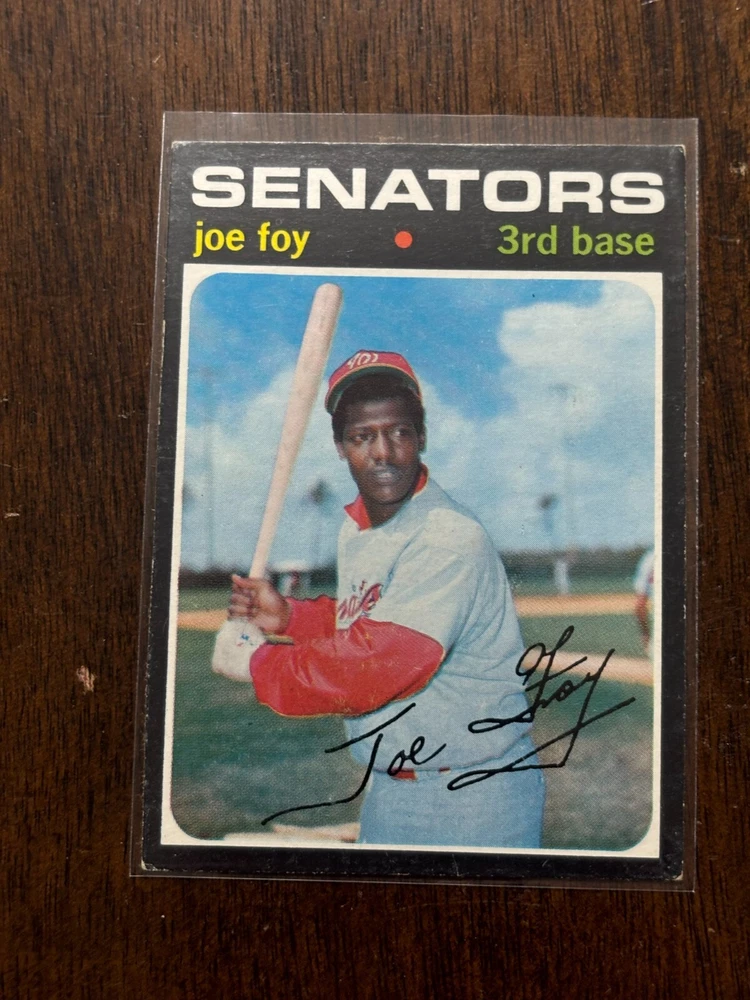 SENATORS
joe foy • 3rd base
Joe Foy